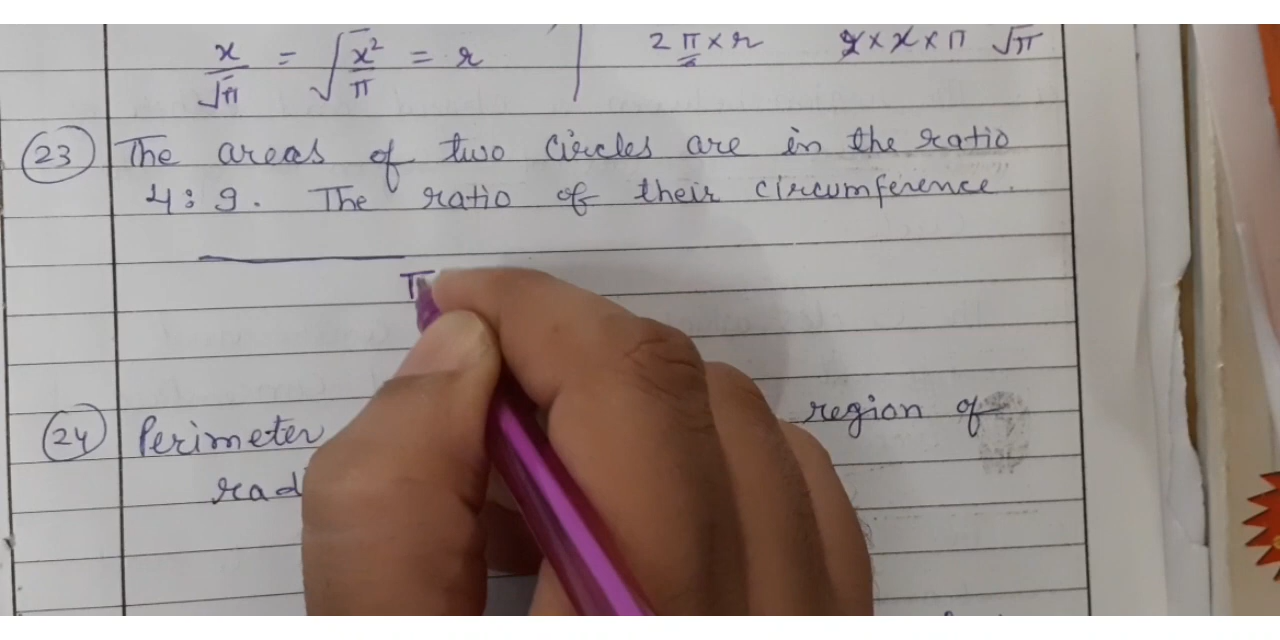 x/√π = √x²/π = r
2π×r   2×x×π √π
23 The areas of two circles are in the ratio
4:9. The ratio of their circumference.
π
24 Perimeter region of
rad